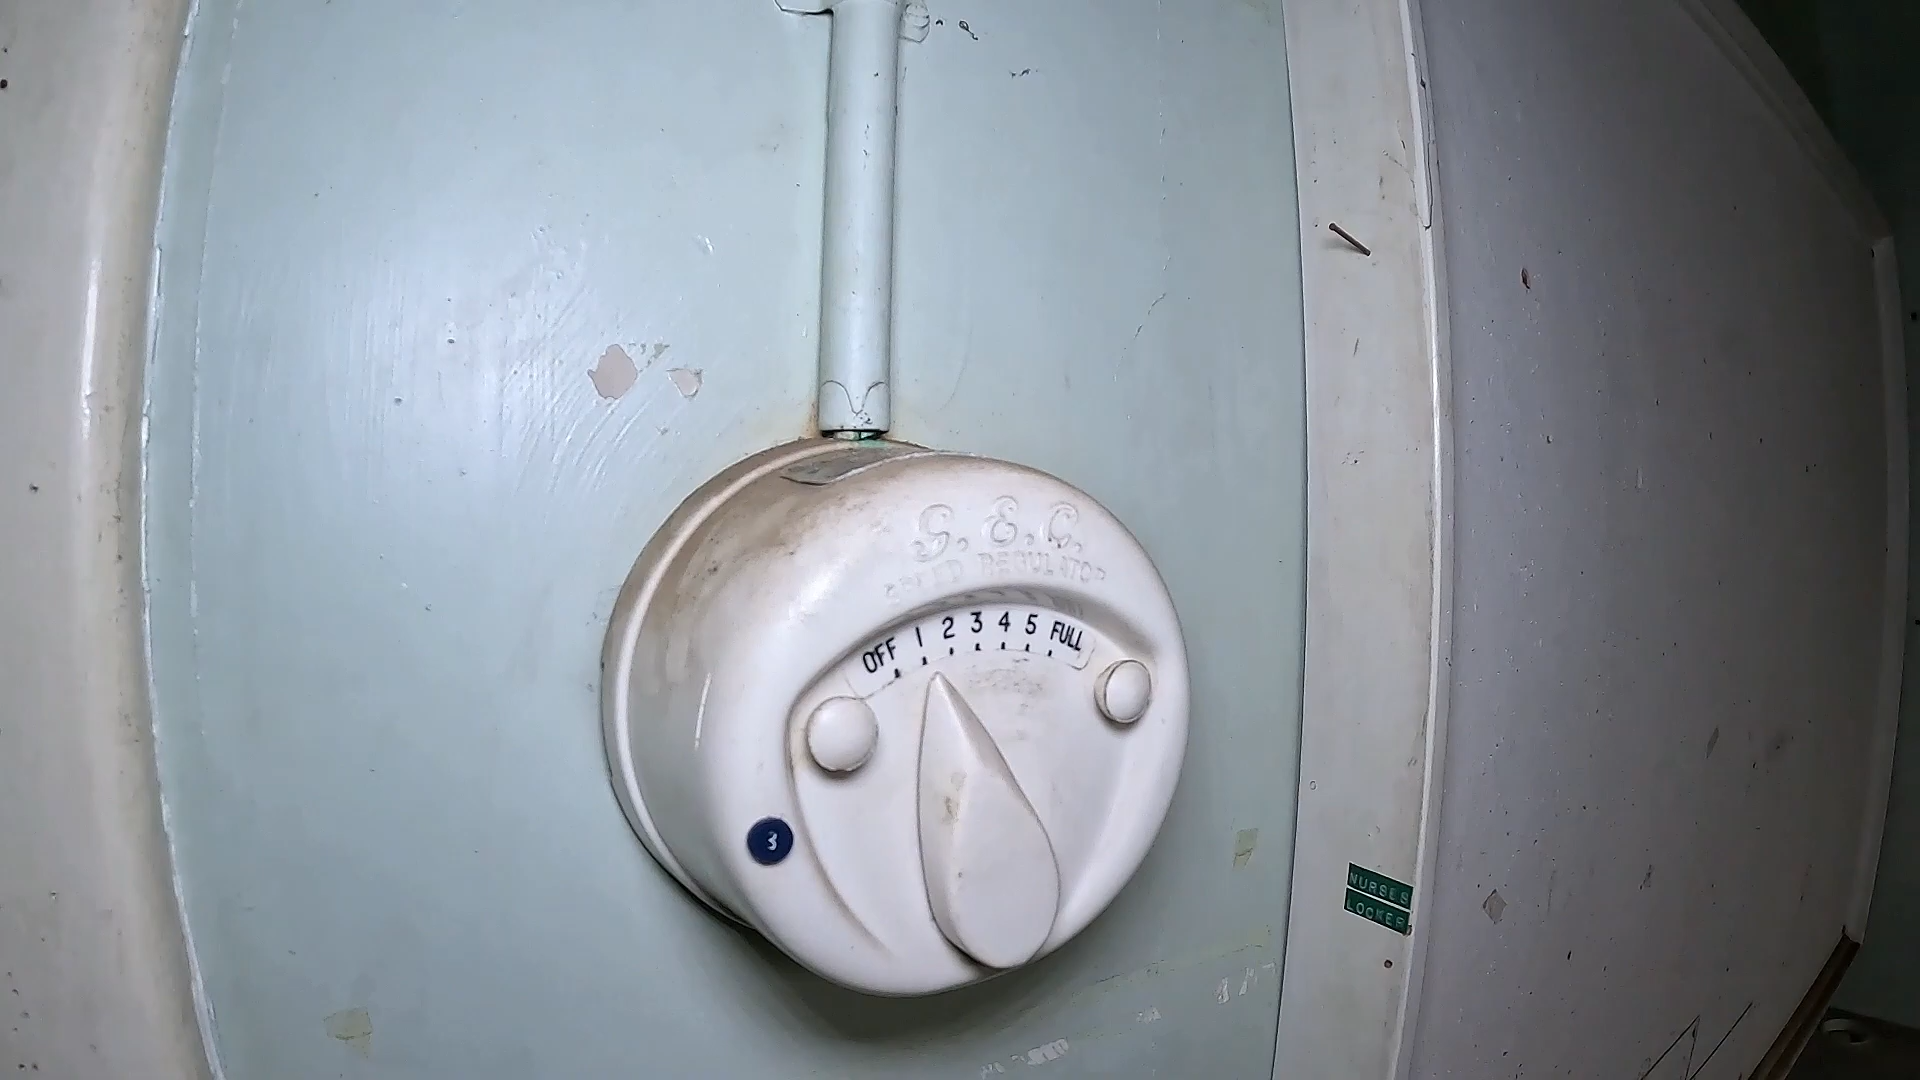 G. E. C.
SPEED REGULATOR
OFF 1 2 3 4 5 FULL
3
NURSES
LOCKER